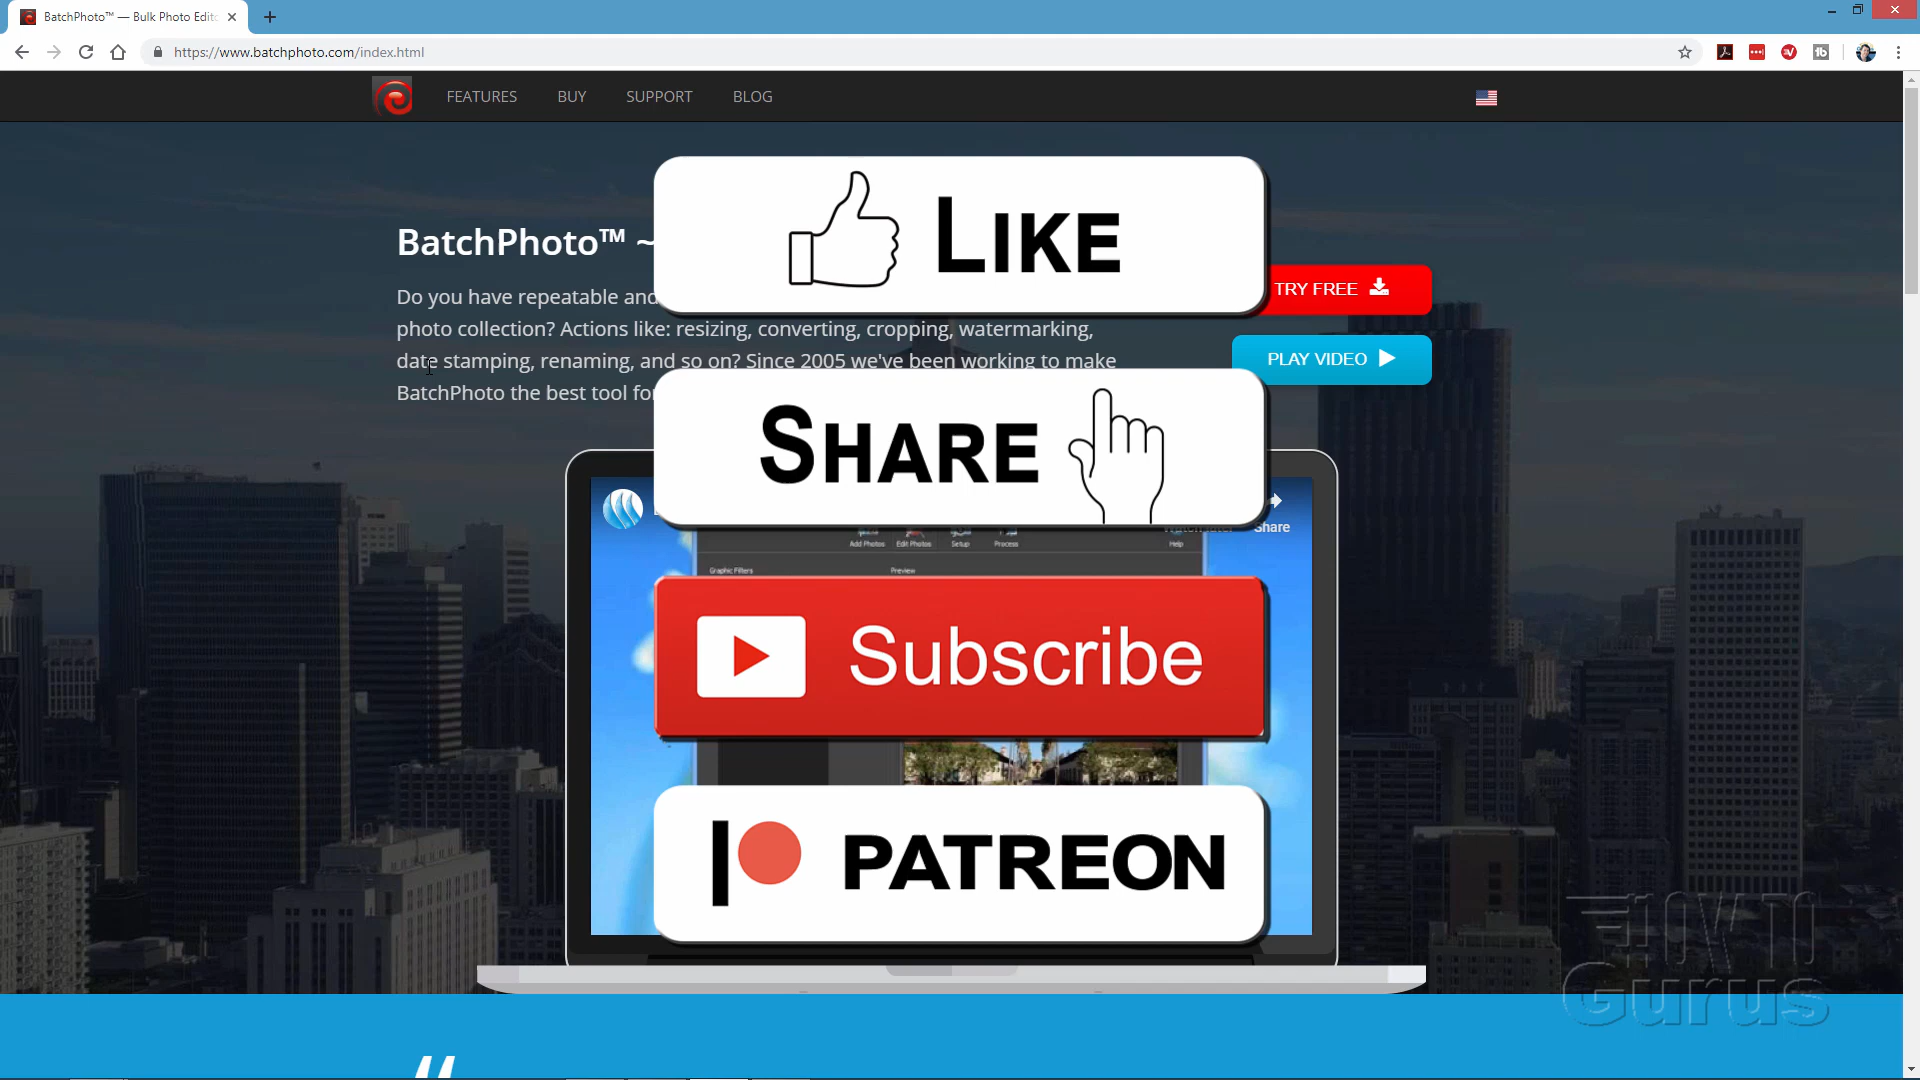 BatchPhoto™ — Bulk Photo Edito
https://www.batchphoto.com/index.html
FEATURES BUY SUPPORT BLOG
LIKE
BatchPhoto™ ~
TRY FREE
Do you have repeatable and
photo collection? Actions like: resizing, converting, cropping, watermarking,
PLAY VIDEO
date stamping, renaming, and so on? Since 2005 we've been working to make
BatchPhoto the best tool for
SHARE
Share
Add Photos Edit Photos Setup Process Help
Graphic Filters Preview
Subscribe
PATREON
Gurus